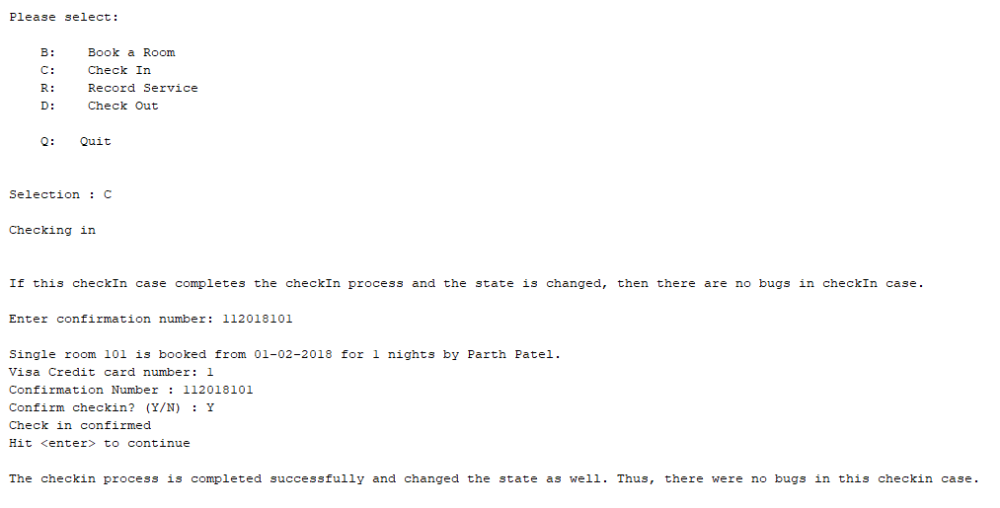 Please select:
B: Book a Room
C: Check In
R: Record Service
D: Check Out
Q: Quit
Selection : C
Checking in
If this checkIn case completes the checkIn process and the state is changed, then there are no bugs in checkIn case.
Enter confirmation number: 112018101
Single room 101 is booked from 01-02-2018 for 1 nights by Parth Patel.
Visa Credit card number: 1
Confirmation Number : 112018101
Confirm checkin? (Y/N) : Y
Check in confirmed
Hit <enter> to continue
The checkin process is completed successfully and changed the state as well. Thus, there were no bugs in this checkin case.